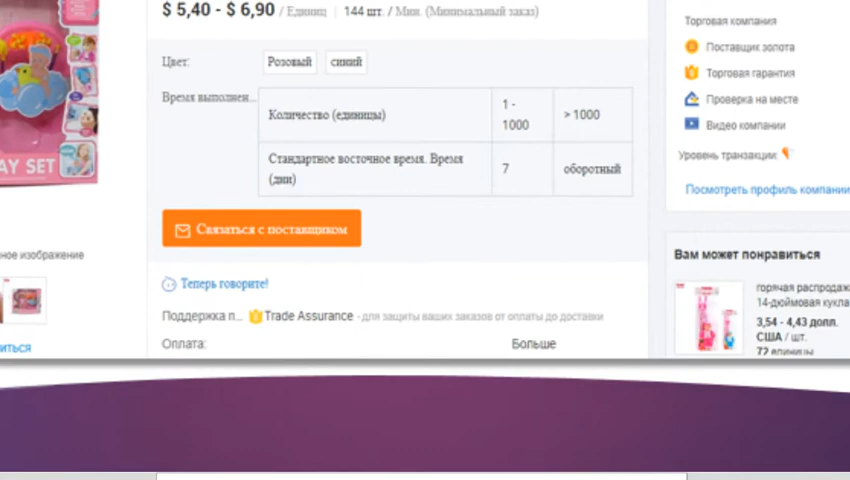 $ 5,40 - $ 6,90 / Единиц | 144 шт. / Мин. (Минимальный заказ)
Цвет: Розовый синий
Время выполнен...
Количество (единицы) 1 - 1000 > 1000
Стандартное восточное время. Время (дни) 7 оборотный
Связаться с поставщиком
Теперь говорите!
Поддержка п... Trade Assurance - для защиты ваших заказов от оплаты до доставки
Оплата: Больше
AY SET
ное изображение
иться
Торговая компания
Поставщик золота
Торговая гарантия
Проверка на месте
Видео компании
Уровень транзакции:
Посмотреть профиль компании
Вам может понравиться
горячая распродаж
14-дюймовая кукла
3,54 - 4,43 долл.
США / шт.
72 единицы